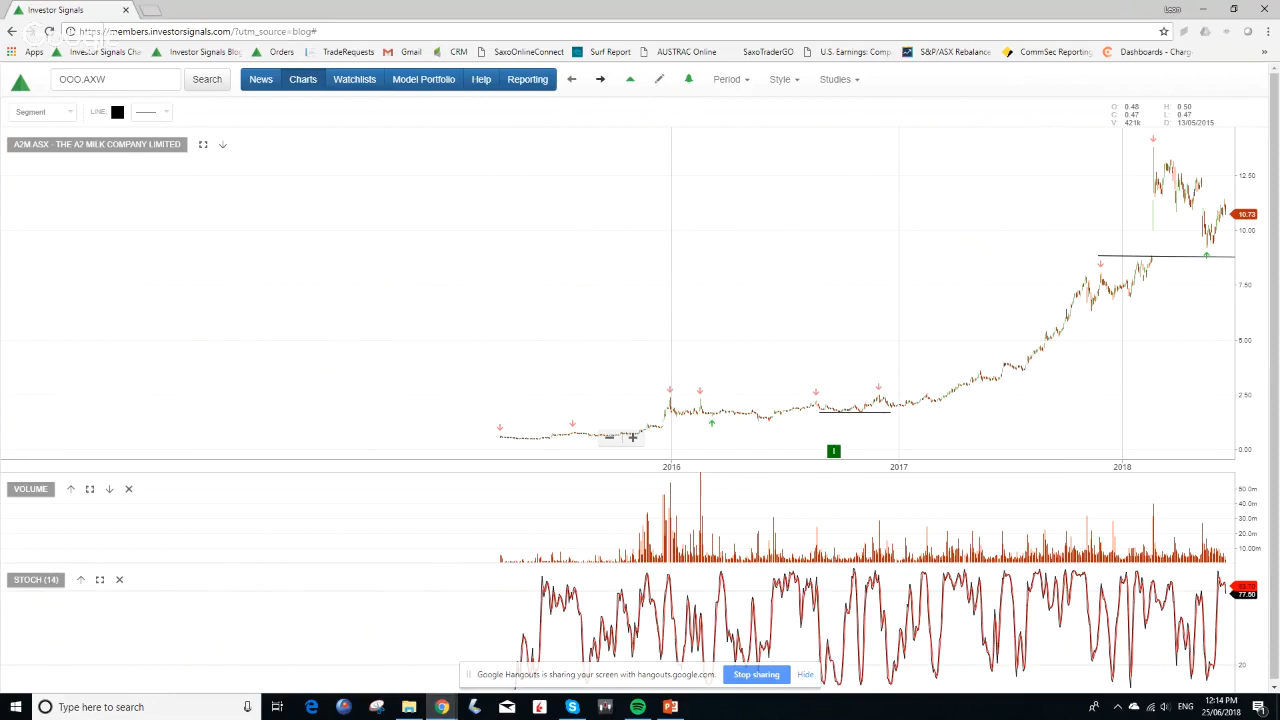 Investor Signals
https://members.investorsignals.com/?utm_source=blog#
Apps Investor Signals Investor Signals Blog Orders TradeRequests Gmail CRM SaxoOnlineConnect Surf Report AUSTRAC Online SaxoTraderGO U.S. Earnings: Comp S&P/ASX Rebalance CommSec Reporting Dashboards - Charg
OOO.AXW Search News Charts Watchlists Model Portfolio Help Reporting Period Style Studies
Segment LINE:
O: 0.48 H: 0.50
C: 0.47 L: 0.47
V: 421k D: 13/05/2015
A2M.ASX - THE A2 MILK COMPANY LIMITED
12.50
10.73
10.00
7.50
5.00
2.50
I
0.00
2016 2017 2018
VOLUME
50.0m
40.0m
30.0m
20.0m
10.00m
STOCH (14)
77.50
20
Google Hangouts is sharing your screen with hangouts.google.com. Stop sharing Hide
Type here to search
ENG
12:14 PM
25/06/2018